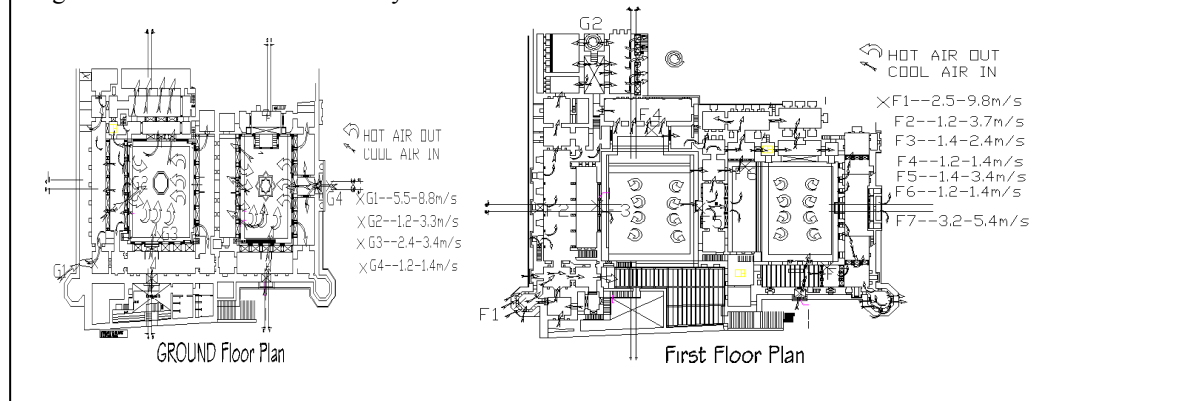 G1
G3
G4
HOT AIR OUT
COOL AIR IN
G1--5.5-8.8m/s
G2--1.2-3.3m/s
G3--2.4-3.4m/s
G4--1.2-1.4m/s
GROUND Floor Plan
G2
F4
F1
HOT AIR OUT
COOL AIR IN
F1--2.5-9.8m/s
F2--1.2-3.7m/s
F3--1.4-2.4m/s
F4--1.2-1.4m/s
F5--1.4-3.4m/s
F6--1.2-1.4m/s
F7--3.2-5.4m/s
First Floor Plan